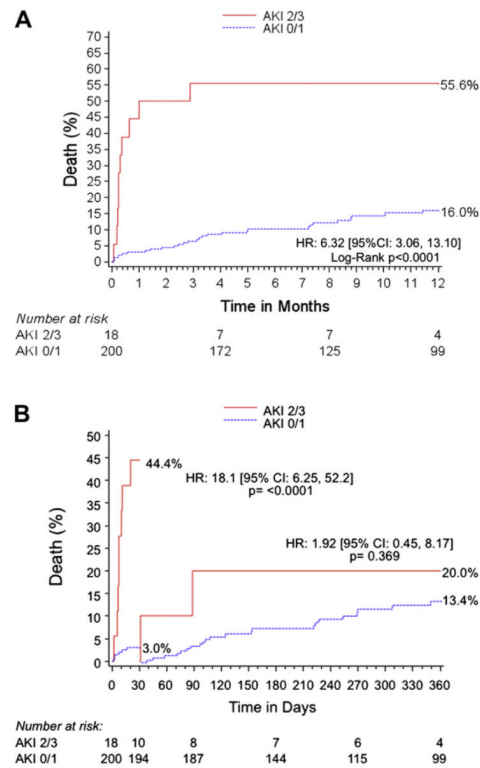 A
AKI 2/3
AKI 0/1
Death (%)
70
65
60
55
50
45
40
35
30
25
20
15
10
5
0
55.6%
16.0%
HR: 6.32 [95%CI: 3.06, 13.10]
Log-Rank p<0.0001
0 1 2 3 4 5 6 7 8 9 10 11 12
Time in Months
Number at risk
AKI 2/3 18 7 7 4
AKI 0/1 200 172 125 99
B
AKI 2/3
AKI 0/1
Death (%)
50
45
40
35
30
25
20
15
10
5
0
44.4%
HR: 18.1 [95% CI: 6.25, 52.2]
p= <0.0001
HR: 1.92 [95% CI: 0.45, 8.17]
p= 0.369
20.0%
13.4%
3.0%
0 30 60 90 120 150 180 210 240 270 300 330 360
Time in Days
Number at risk:
AKI 2/3 18 10 8 7 6 4
AKI 0/1 200 194 187 144 115 99